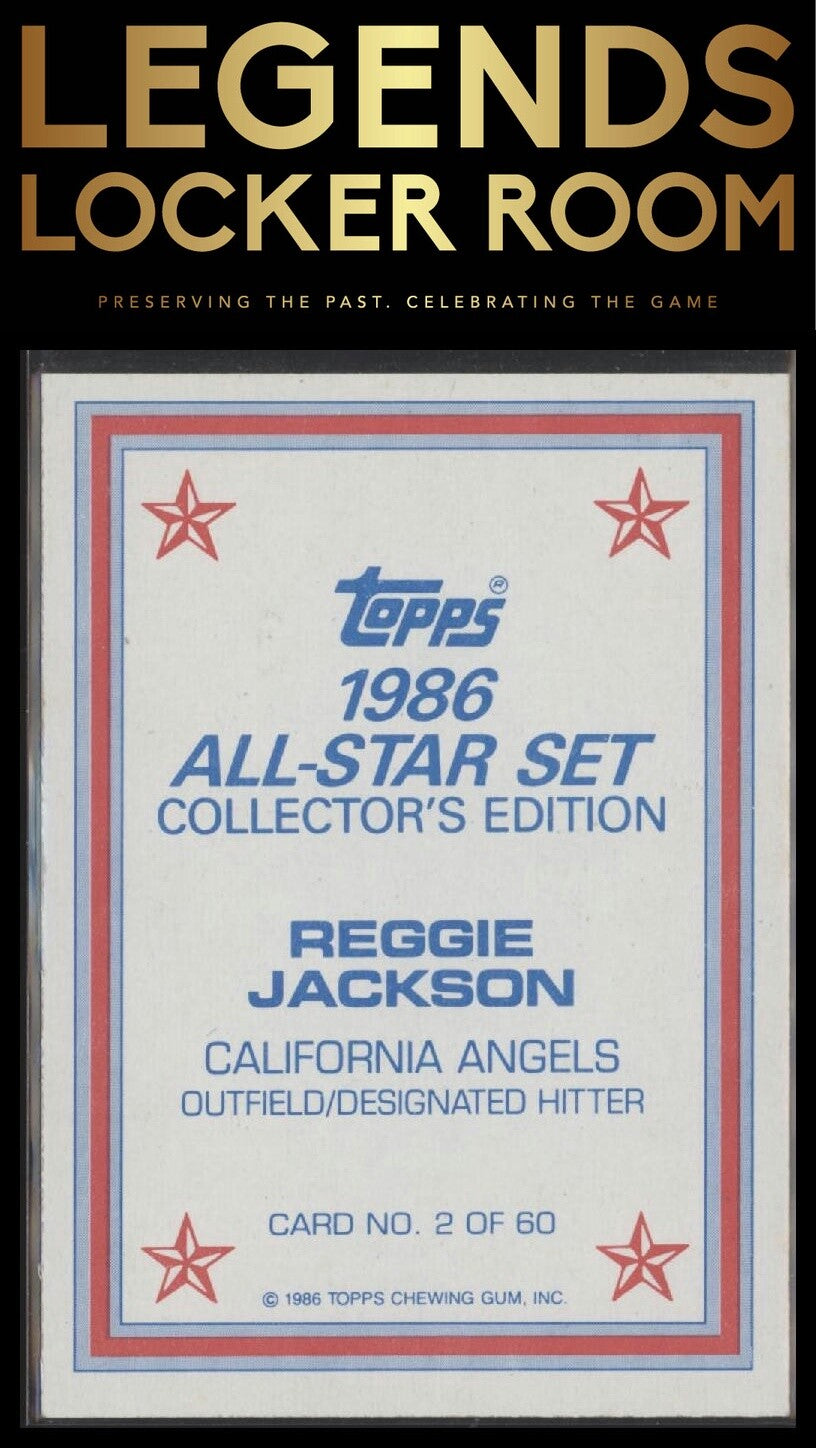 LEGENDS
LOCKER ROOM
PRESERVING THE PAST. CELEBRATING THE GAME
Topps®
1986
ALL-STAR SET
COLLECTOR'S EDITION
REGGIE
JACKSON
CALIFORNIA ANGELS
OUTFIELD/DESIGNATED HITTER
CARD NO. 2 OF 60
© 1986 TOPPS CHEWING GUM, INC.